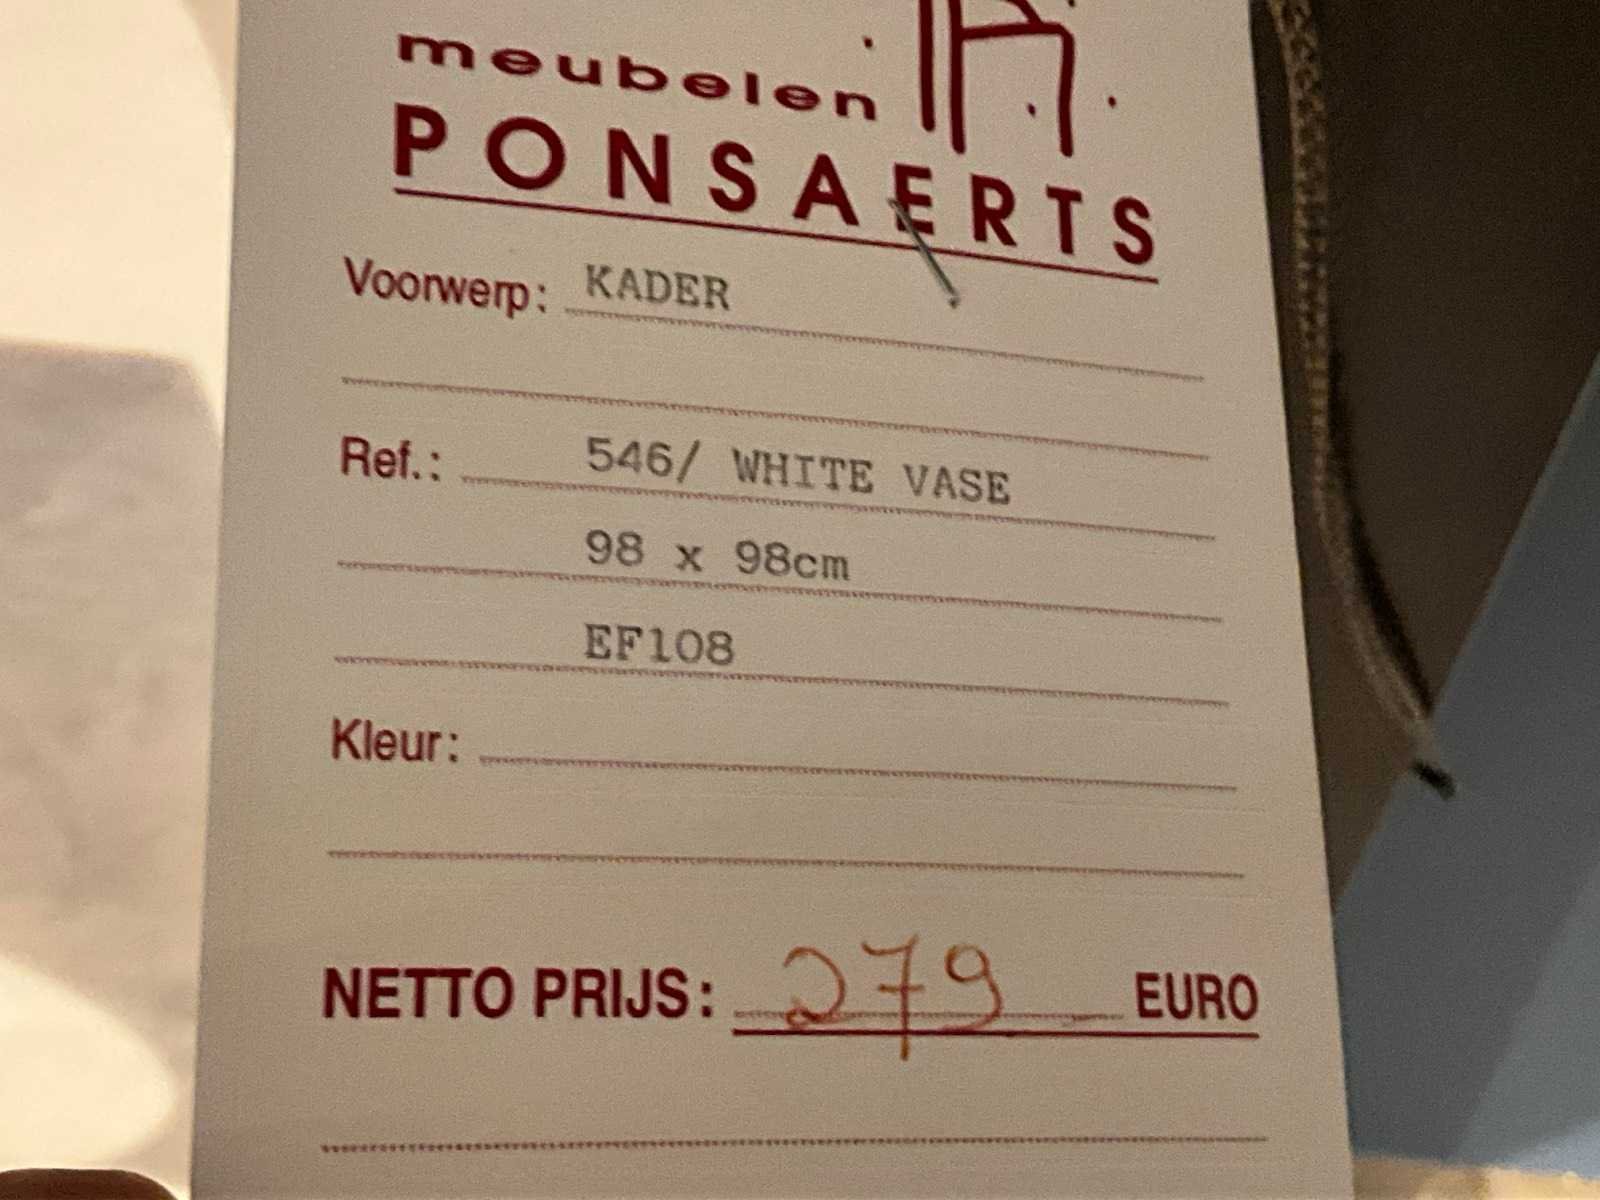 meubelen
PONSAERTS
Voorwerp: KADER
Ref.: 546/ WHITE VASE
98 x 98cm
EF108
Kleur:
NETTO PRIJS: 279 EURO